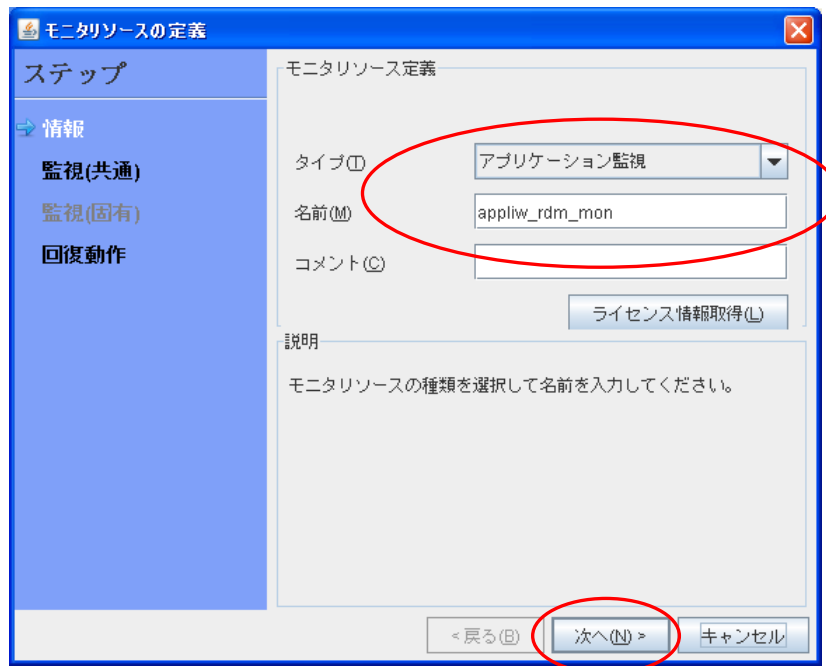 モニタリソースの定義
ステップ
情報
監視(共通)
監視(固有)
回復動作
モニタリソース定義
タイプ(T) アプリケーション監視
名前(M) appliw_rdm_mon
コメント(C)
ライセンス情報取得(L)
説明
モニタリソースの種類を選択して名前を入力してください。
<戻る(B) 次へ(N)> キャンセル